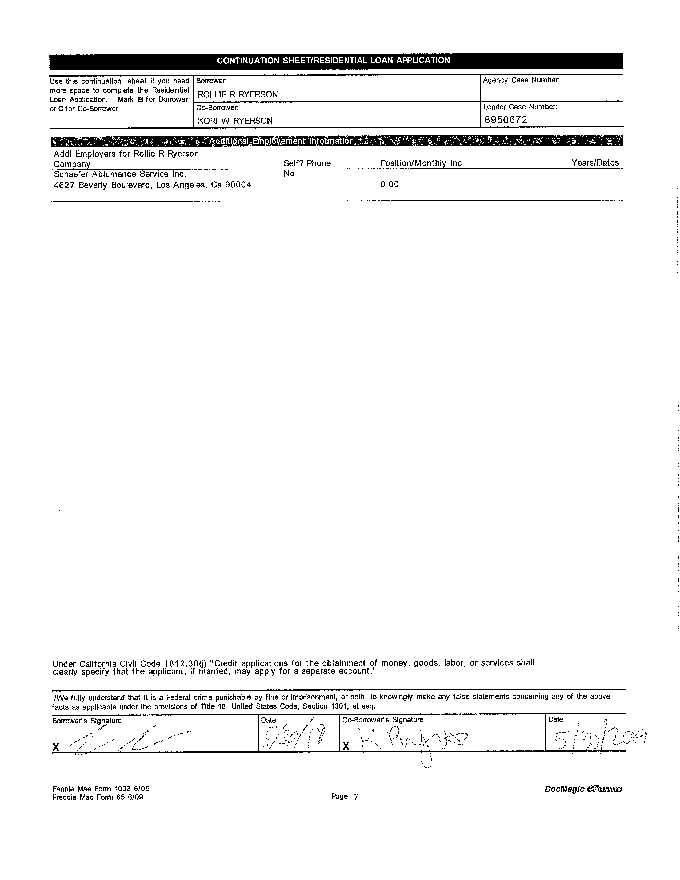 CONTINUATION SHEET/RESIDENTIAL LOAN APPLICATION
Use this continuation sheet if you need
more space to complete the Residential
Loan Application. Mark B for Borrower
or C for Co-Borrower.
Borrower:
ROLLIE R RYERSON
Co-Borrower:
KORI W RYERSON
Agency Case Number:
Lender Case Number:
6950672
Additional Employment Information
Addl Employers for Rollie R Ryerson
Company Self? Phone Position/Monthly Inc Years/Dates
Schaefer Ablumance Service Inc. No
4627 Beverly Boulevard, Los Angeles, Ca 90004 0.00
Under California Civil Code 1812.30(j) "Credit applications for the obtainment of money, goods, labor, or services shall
clearly specify that the applicant, if married, may apply for a separate account."
I/We fully understand that it is a Federal crime punishable by fine or imprisonment, or both, to knowingly make any false statements concerning any of the above
facts as applicable under the provisions of Title 18, United States Code, Section 1001, et seq.
Borrower's Signature Date Co-Borrower's Signature Date
X X
Fannie Mae Form 1003 6/09
Freddie Mac Form 65 6/09
Page 7
DocMagic